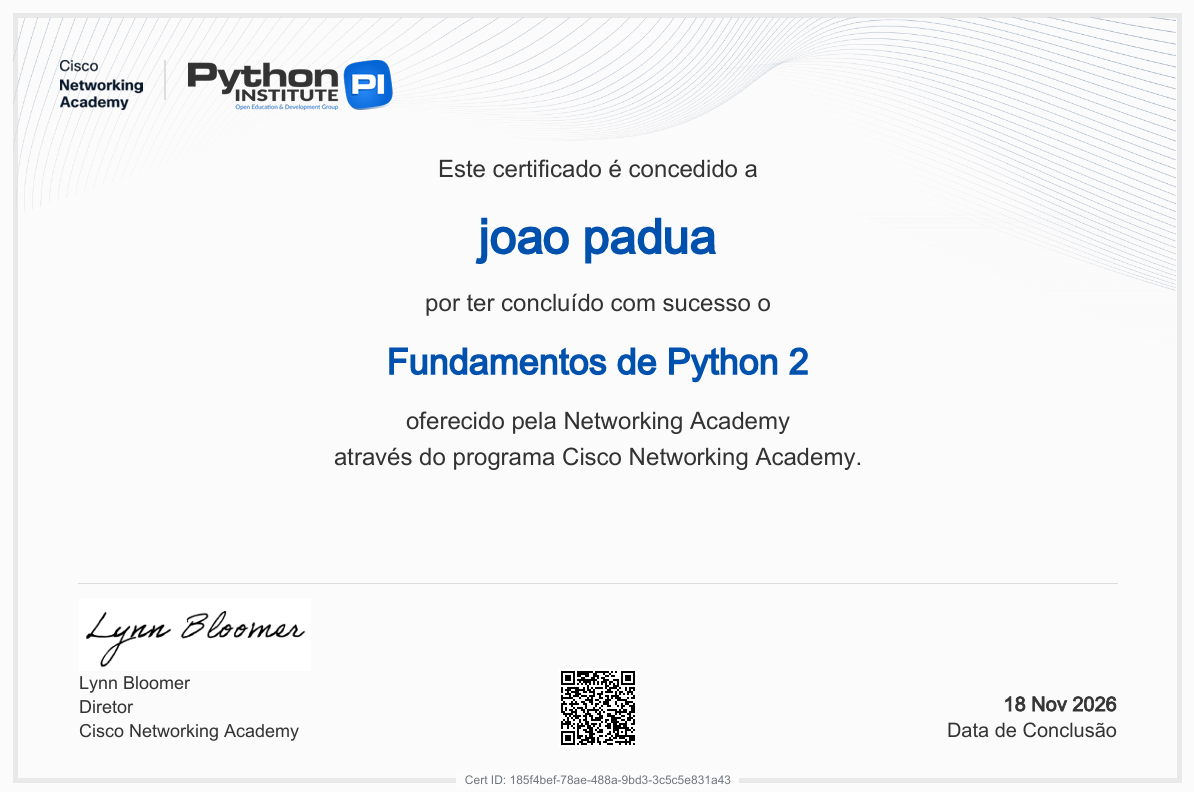 Cisco
Networking
Academy
Python
INSTITUTE
Open Education & Development Group
PI
Este certificado é concedido a
joao padua
por ter concluído com sucesso o
Fundamentos de Python 2
oferecido pela Networking Academy
através do programa Cisco Networking Academy.
Lynn Bloomer
Lynn Bloomer
Diretor
Cisco Networking Academy
18 Nov 2026
Data de Conclusão
Cert ID: 185f4bef-78ae-488a-9bd3-3c5c5e831a43